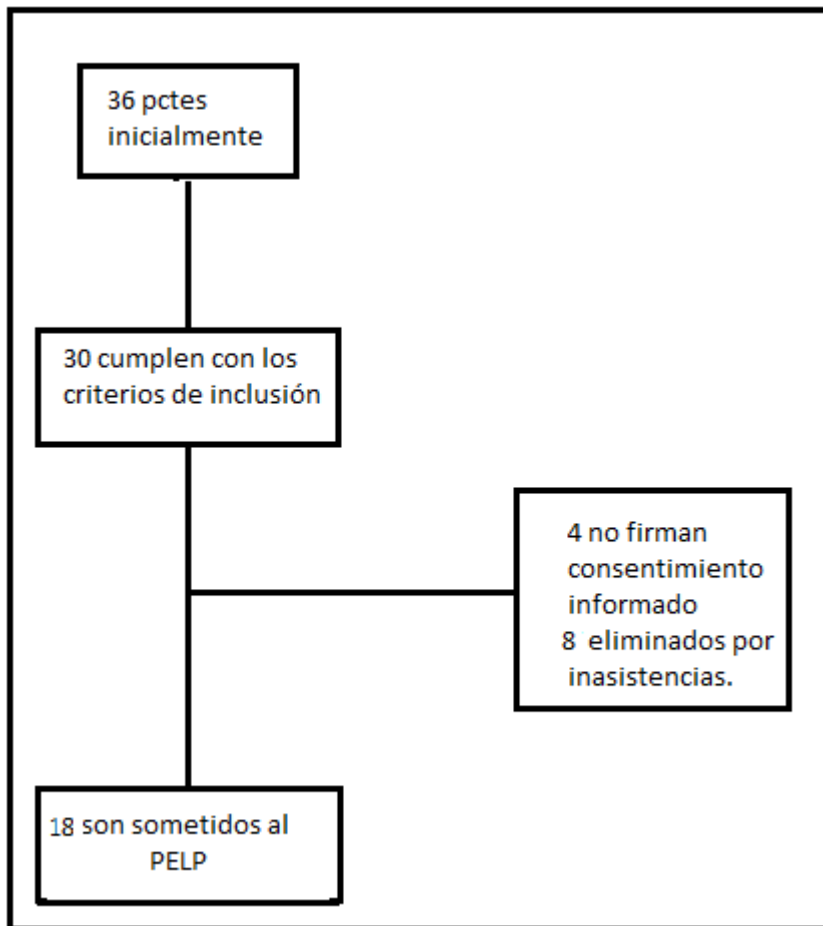 36 pctes
inicialmente
30 cumplen con los
criterios de inclusión
4 no firman
consentimiento
informado
8 eliminados por
inasistencias.
18 son sometidos al
PELP